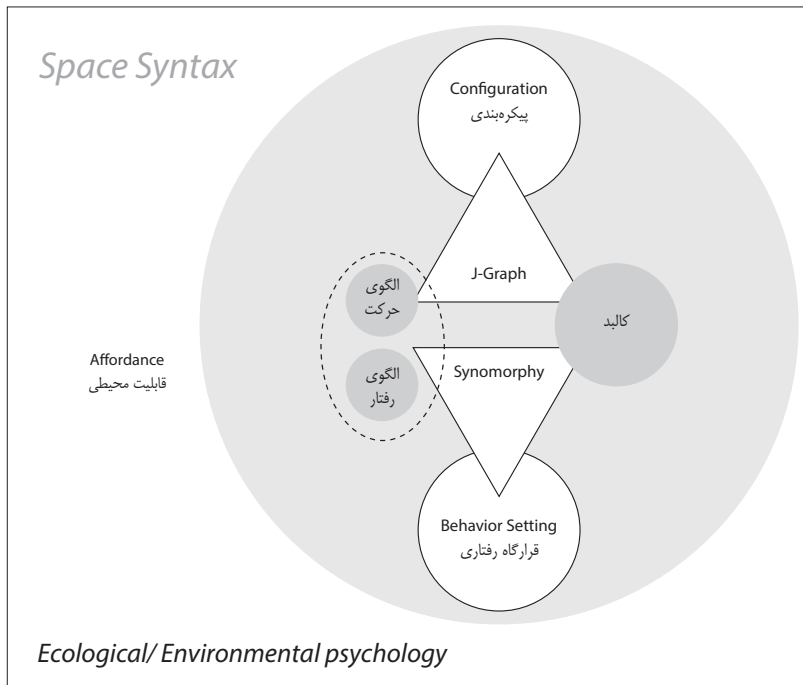 Space Syntax
Configuration
پیکره‌بندی
J-Graph
الگوی
حرکت
کالبد
Affordance
قابلیت محیطی
الگوی
رفتار
Synomorphy
Behavior Setting
قرارگاه رفتاری
Ecological/ Environmental psychology